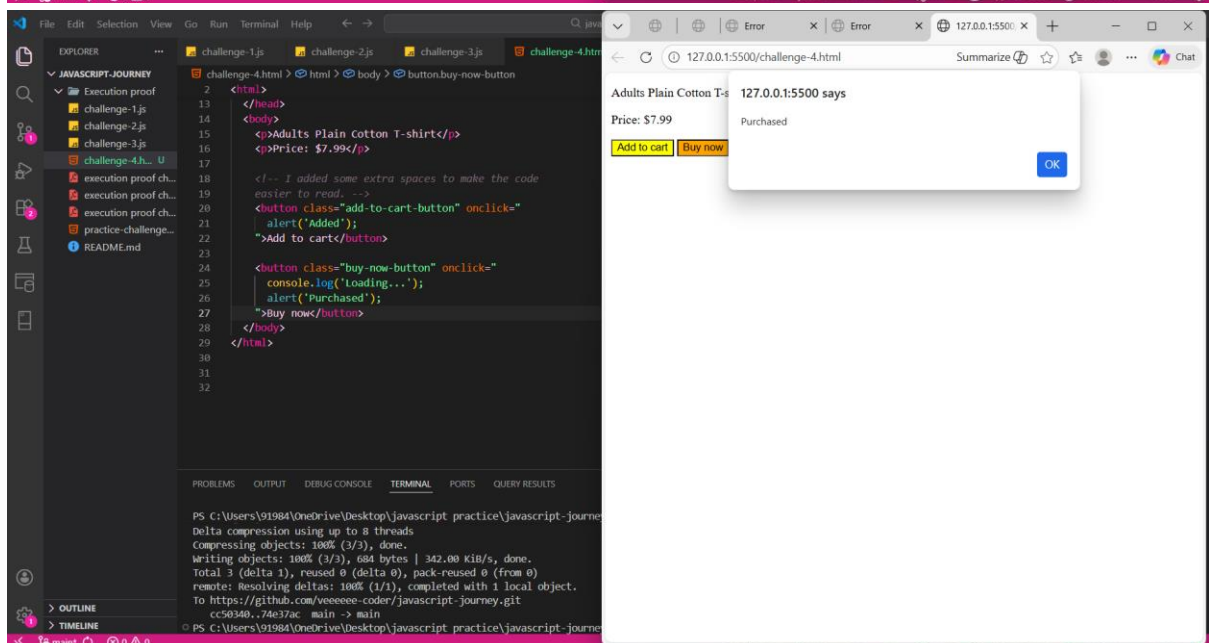 File Edit Selection View Go Run Terminal Help
EXPLORER
JAVASCRIPT-JOURNEY
Execution proof
challenge-1.js
challenge-2.js
challenge-3.js
challenge-4.h... U
execution proof ch...
execution proof ch...
execution proof ch...
practice-challenge...
README.md
OUTLINE
TIMELINE
challenge-1.js challenge-2.js challenge-3.js challenge-4.htm
challenge-4.html > html > body > button.buy-now-button
2 <html>
13 </head>
14 <body>
15 <p>Adults Plain Cotton T-shirt</p>
16 <p>Price: $7.99</p>
17
18 <!-- I added some extra spaces to make the code
19 easier to read. -->
20 <button class="add-to-cart-button" onclick="
21 alert('Added');
22 ">Add to cart</button>
23
24 <button class="buy-now-button" onclick="
25 console.log('Loading...');
26 alert('Purchased');
27 ">Buy now</button>
28 </body>
29 </html>
30
31
32
PROBLEMS OUTPUT DEBUG CONSOLE TERMINAL PORTS QUERY RESULTS
PS C:\Users\91984\OneDrive\Desktop\javascript practice\javascript-journe
Delta compression using up to 8 threads
Compressing objects: 100% (3/3), done.
Writing objects: 100% (3/3), 684 bytes | 342.00 KiB/s, done.
Total 3 (delta 1), reused 0 (delta 0), pack-reused 0 (from 0)
remote: Resolving deltas: 100% (1/1), completed with 1 local object.
To https://github.com/veeeeee-coder/javascript-journey.git
cc50340..74e37ac main -> main
PS C:\Users\91984\OneDrive\Desktop\javascript practice\javascript-journe
Error Error 127.0.0.1:5500
127.0.0.1:5500/challenge-4.html Summarize Chat
Adults Plain Cotton T-s
Price: $7.99
Add to cart Buy now
127.0.0.1:5500 says
Purchased
OK